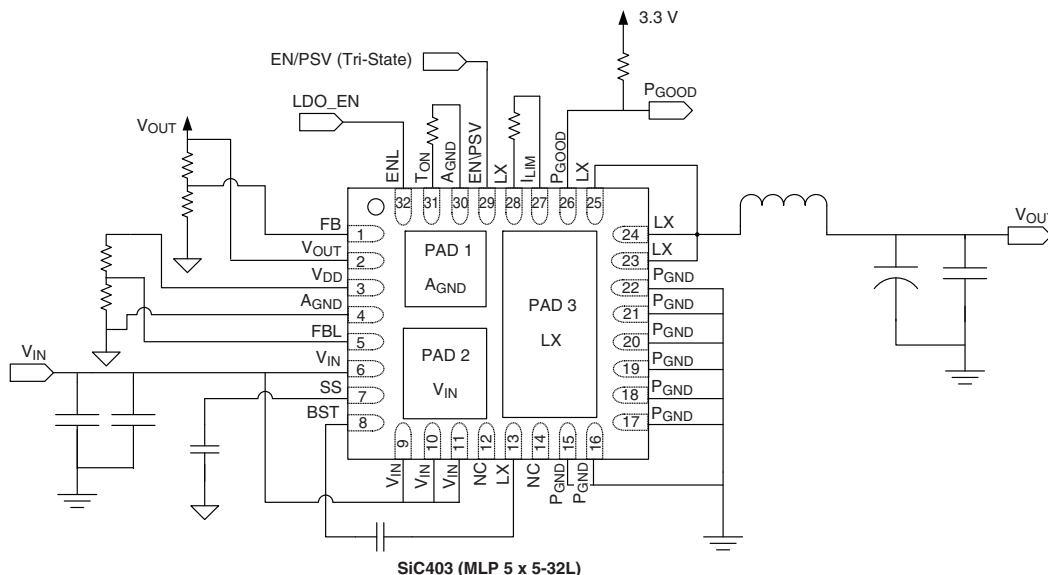 3.3 V
EN/PSV (Tri-State)
PGOOD
LDO_EN
VOUT
ENL
TON
AGND
EN\PSV
LX
ILIM
PGOOD
LX
32
31
30
29
28
27
26
25
FB
1
VOUT
2
VDD
3
AGND
4
FBL
5
VIN
VIN
6
SS
7
BST
8
PAD 1
AGND
PAD 2
VIN
PAD 3
LX
24
LX
23
LX
22
PGND
21
PGND
20
PGND
19
PGND
18
PGND
17
PGND
VOUT
9
10
11
12
13
14
15
16
VIN
VIN
VIN
NC
LX
NC
PGND
PGND
SiC403 (MLP 5 x 5-32L)